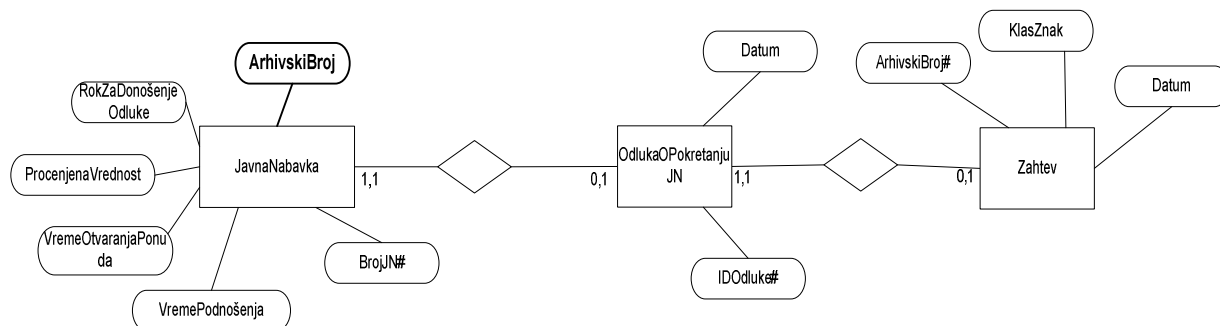 KlasZnak
Datum
ArhivskiBroj
ArhivskiBroj#
Datum
RokZaDonošenje
Odluke
JavnaNabavka
OdlukaOPokretanju
JN
Zahtev
ProcenjenaVrednost
1,1
0,1
1,1
0,1
VremeOtvaranjaPonu
da
BrojJN#
IDOdluke#
VremePodnošenja